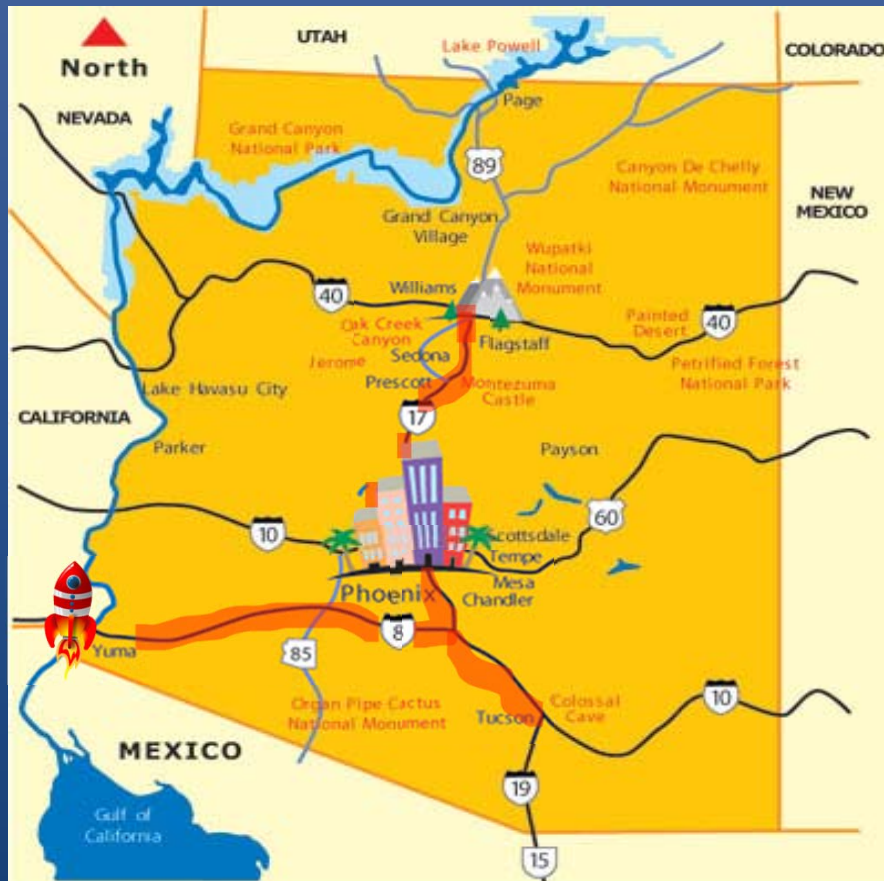 UTAH
Lake Powell
COLORADO
North
Page
NEVADA
Grand Canyon
National Park
89
Canyon De Chelly
National Monument
NEW
MEXICO
Grand Canyon
Village
Wupatki
National
Monument
Williams
40
Oak Creek
Canyon
Painted
Desert
40
Sedona
Flagstaff
Jerome
Petrified Forest
National Park
Prescott
Montezuma
Castle
Lake Havasu City
17
CALIFORNIA
Parker
Payson
60
10
Scottsdale
Tempe
Mesa
Phoenix
Chandler
8
Yuma
85
Organ Pipe Cactus
National Monument
Tucson
Colossal
Cave
10
MEXICO
19
Gulf of
California
15